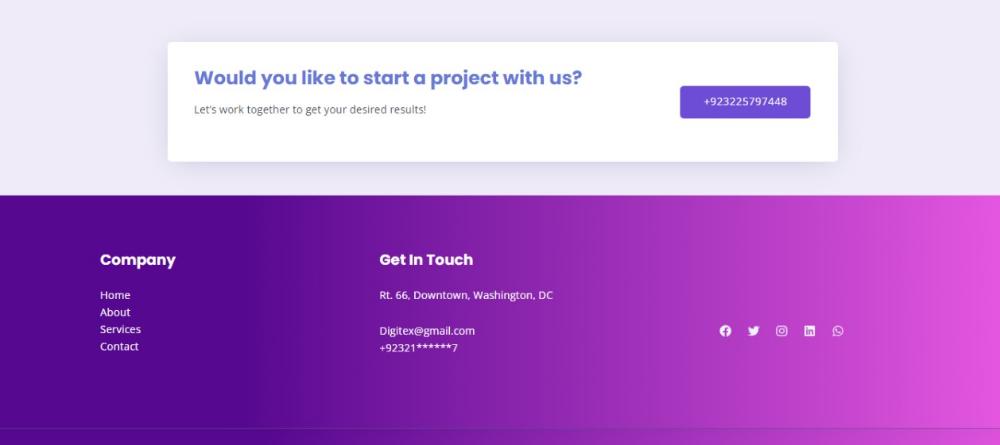 Would you like to start a project with us?
Let's work together to get your desired results!
+923225797448
Company
Home
About
Services
Contact
Get In Touch
Rt. 66, Downtown, Washington, DC
Digitex@gmail.com
+92321******7